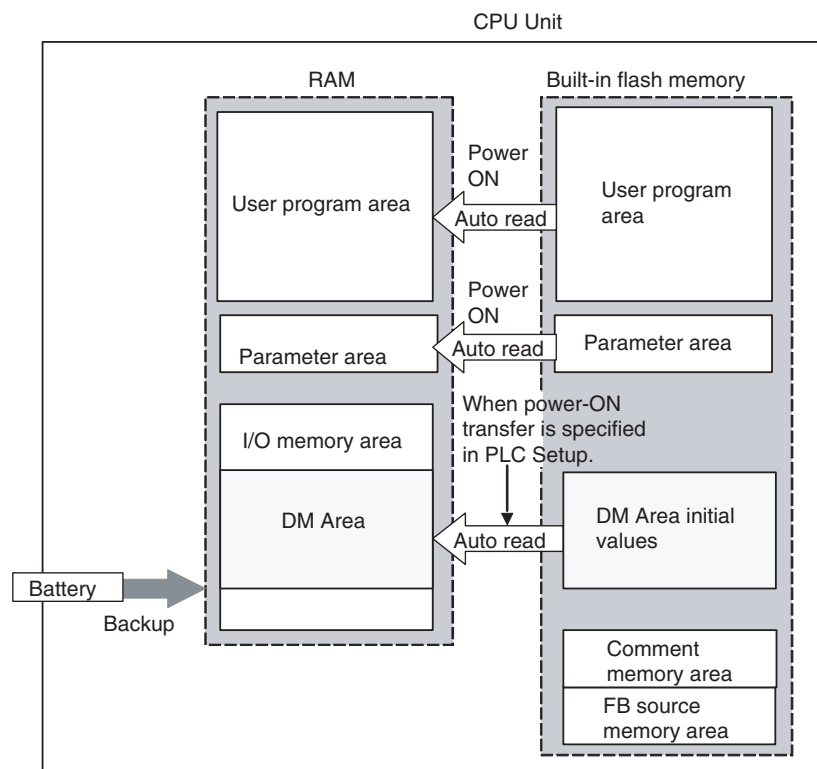 CPU Unit
RAM
Built-in flash memory
User program area
Power
ON
Auto read
User program
area
Power
ON
Parameter area
Auto read
Parameter area
When power-ON
transfer is specified
in PLC Setup.
I/O memory area
DM Area
Auto read
DM Area initial
values
Battery
Backup
Comment
memory area
FB source
memory area